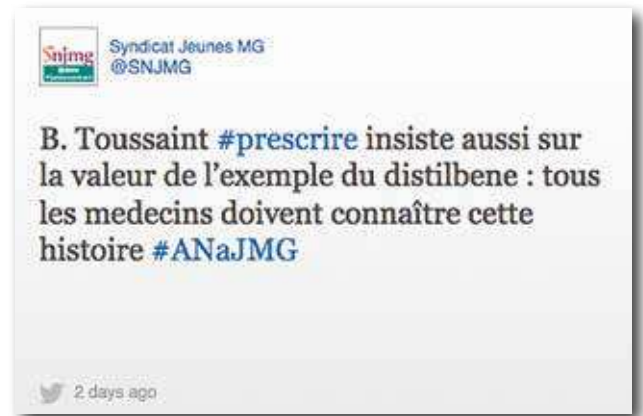 Snjmg
Syndicat Jeunes MG
@SNJMG
B. Toussaint #prescrire insiste aussi sur
la valeur de l’exemple du distilbene : tous
les medecins doivent connaître cette
histoire #ANaJMG
2 days ago